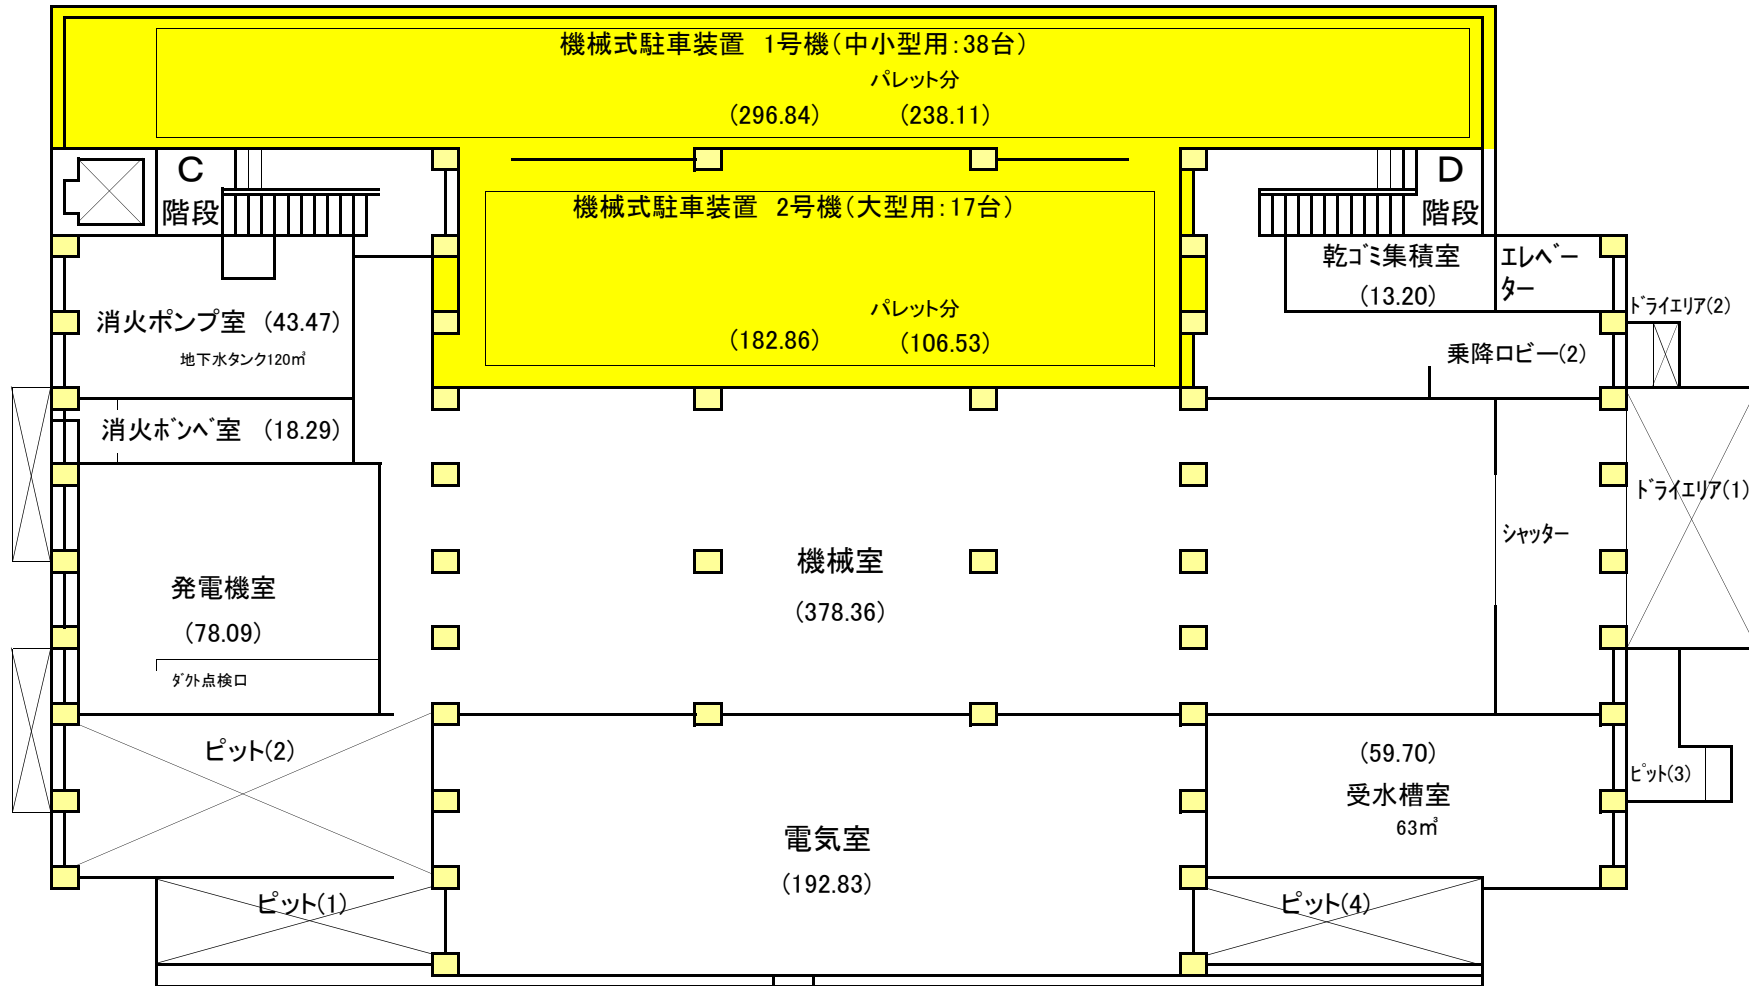 機械式駐車装置 1号機(中小型用:38台)
パレット分
(296.84) (238.11)
C
階段
D
階段
機械式駐車装置 2号機(大型用:17台)
パレット分
(182.86) (106.53)
乾ゴミ集積室
(13.20)
エレベー
ター
ドライエリア(2)
消火ポンプ室 (43.47)
地下水タンク120㎥
乗降ロビー(2)
消火ボンベ室 (18.29)
ドライエリア(1)
シャッター
機械室
(378.36)
発電機室
(78.09)
ダクト点検口
ピット(2)
(59.70)
受水槽室
63㎥
ピット(3)
電気室
(192.83)
ピット(1)
ピット(4)